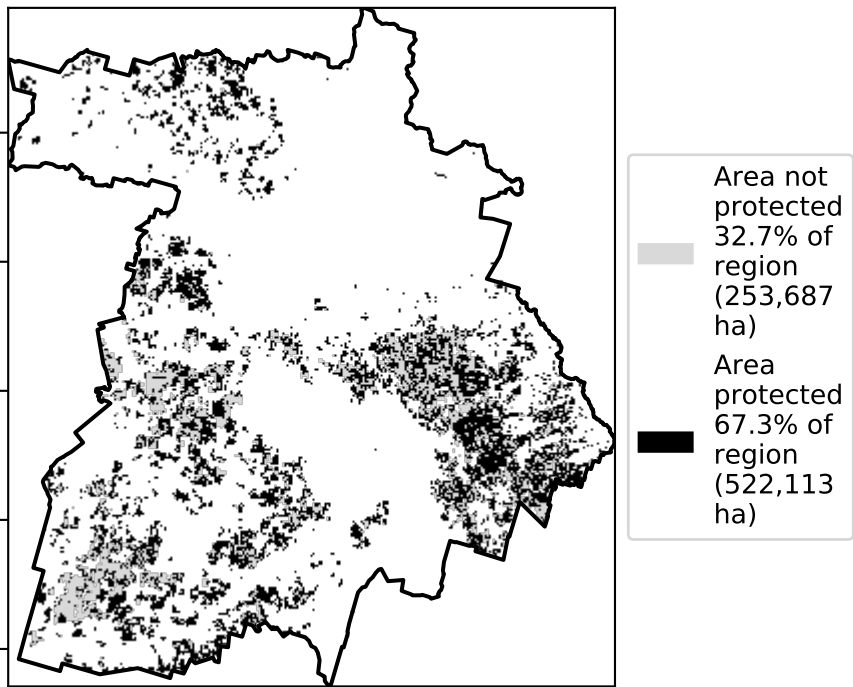 Area not
protected
32.7% of
region
(253,687
ha)
Area
protected
67.3% of
region
(522,113
ha)